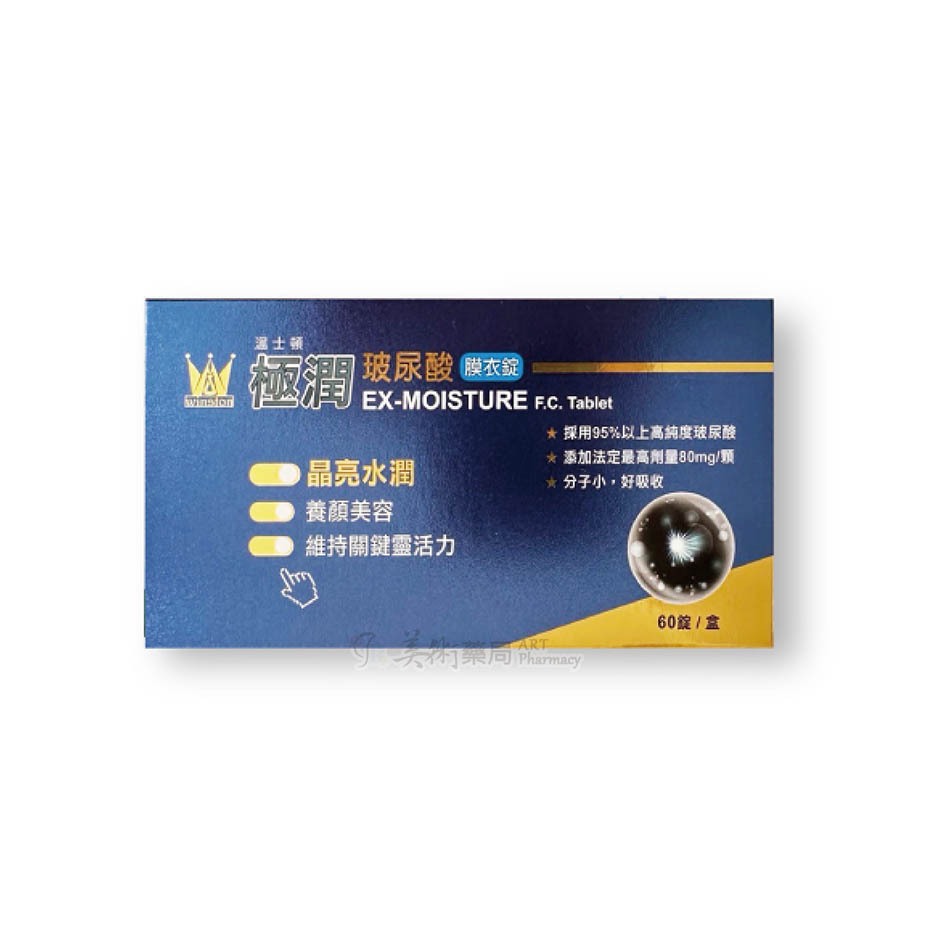 溫士頓
Winston
極潤 玻尿酸 膜衣錠
EX-MOISTURE F.C. Tablet
★ 採用95%以上高純度玻尿酸
★ 添加法定最高劑量80mg/顆
★ 分子小，好吸收
晶亮水潤
養顏美容
維持關鍵靈活力
60錠 / 盒
美術藥局 ART Pharmacy